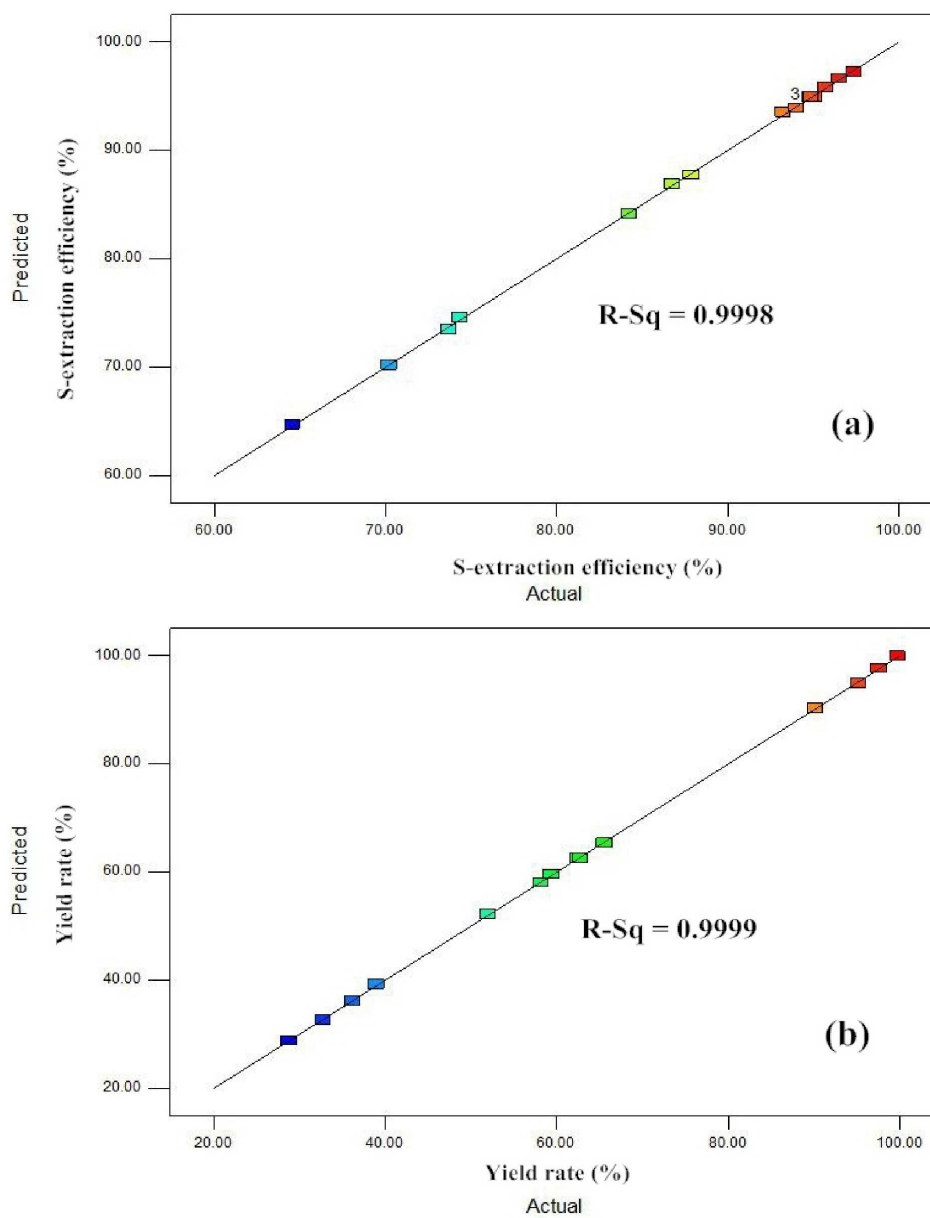 100.00
90.00
80.00
70.00
60.00
Predicted
S-extraction efficiency (%)
3
R-Sq = 0.9998
(a)
60.00 70.00 80.00 90.00 100.00
S-extraction efficiency (%)
Actual
100.00
80.00
60.00
40.00
20.00
Predicted
Yield rate (%)
R-Sq = 0.9999
(b)
20.00 40.00 60.00 80.00 100.00
Yield rate (%)
Actual